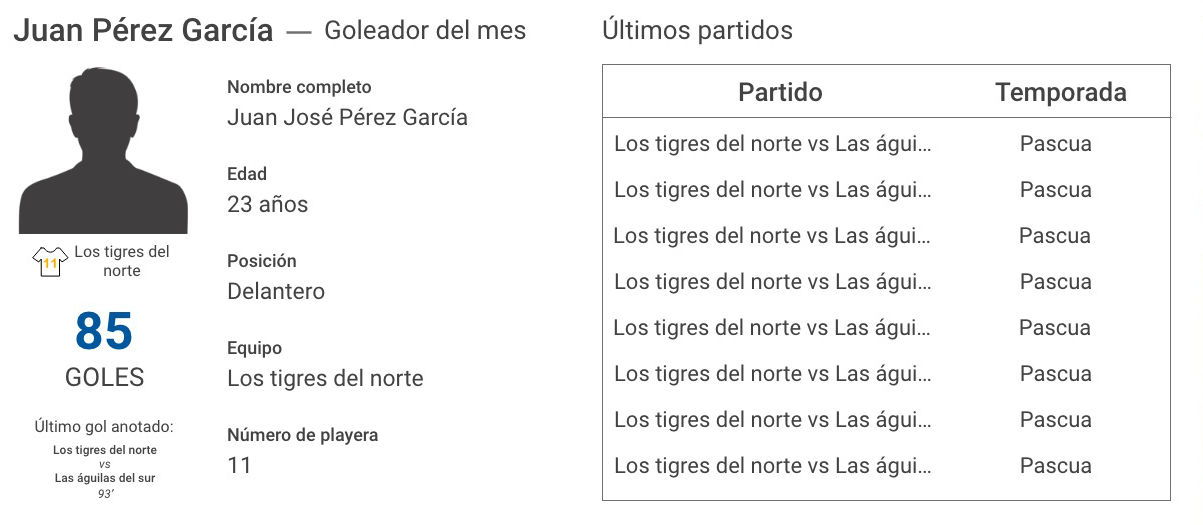 Juan Pérez García — Goleador del mes
Nombre completo
Juan José Pérez García
Edad
23 años
Posición
Delantero
Equipo
Los tigres del norte
Número de playera
11
11
Los tigres del
norte
85
GOLES
Último gol anotado:
Los tigres del norte
vs
Las águilas del sur
93’
Últimos partidos
Partido Temporada
Los tigres del norte vs Las águi... Pascua
Los tigres del norte vs Las águi... Pascua
Los tigres del norte vs Las águi... Pascua
Los tigres del norte vs Las águi... Pascua
Los tigres del norte vs Las águi... Pascua
Los tigres del norte vs Las águi... Pascua
Los tigres del norte vs Las águi... Pascua
Los tigres del norte vs Las águi... Pascua